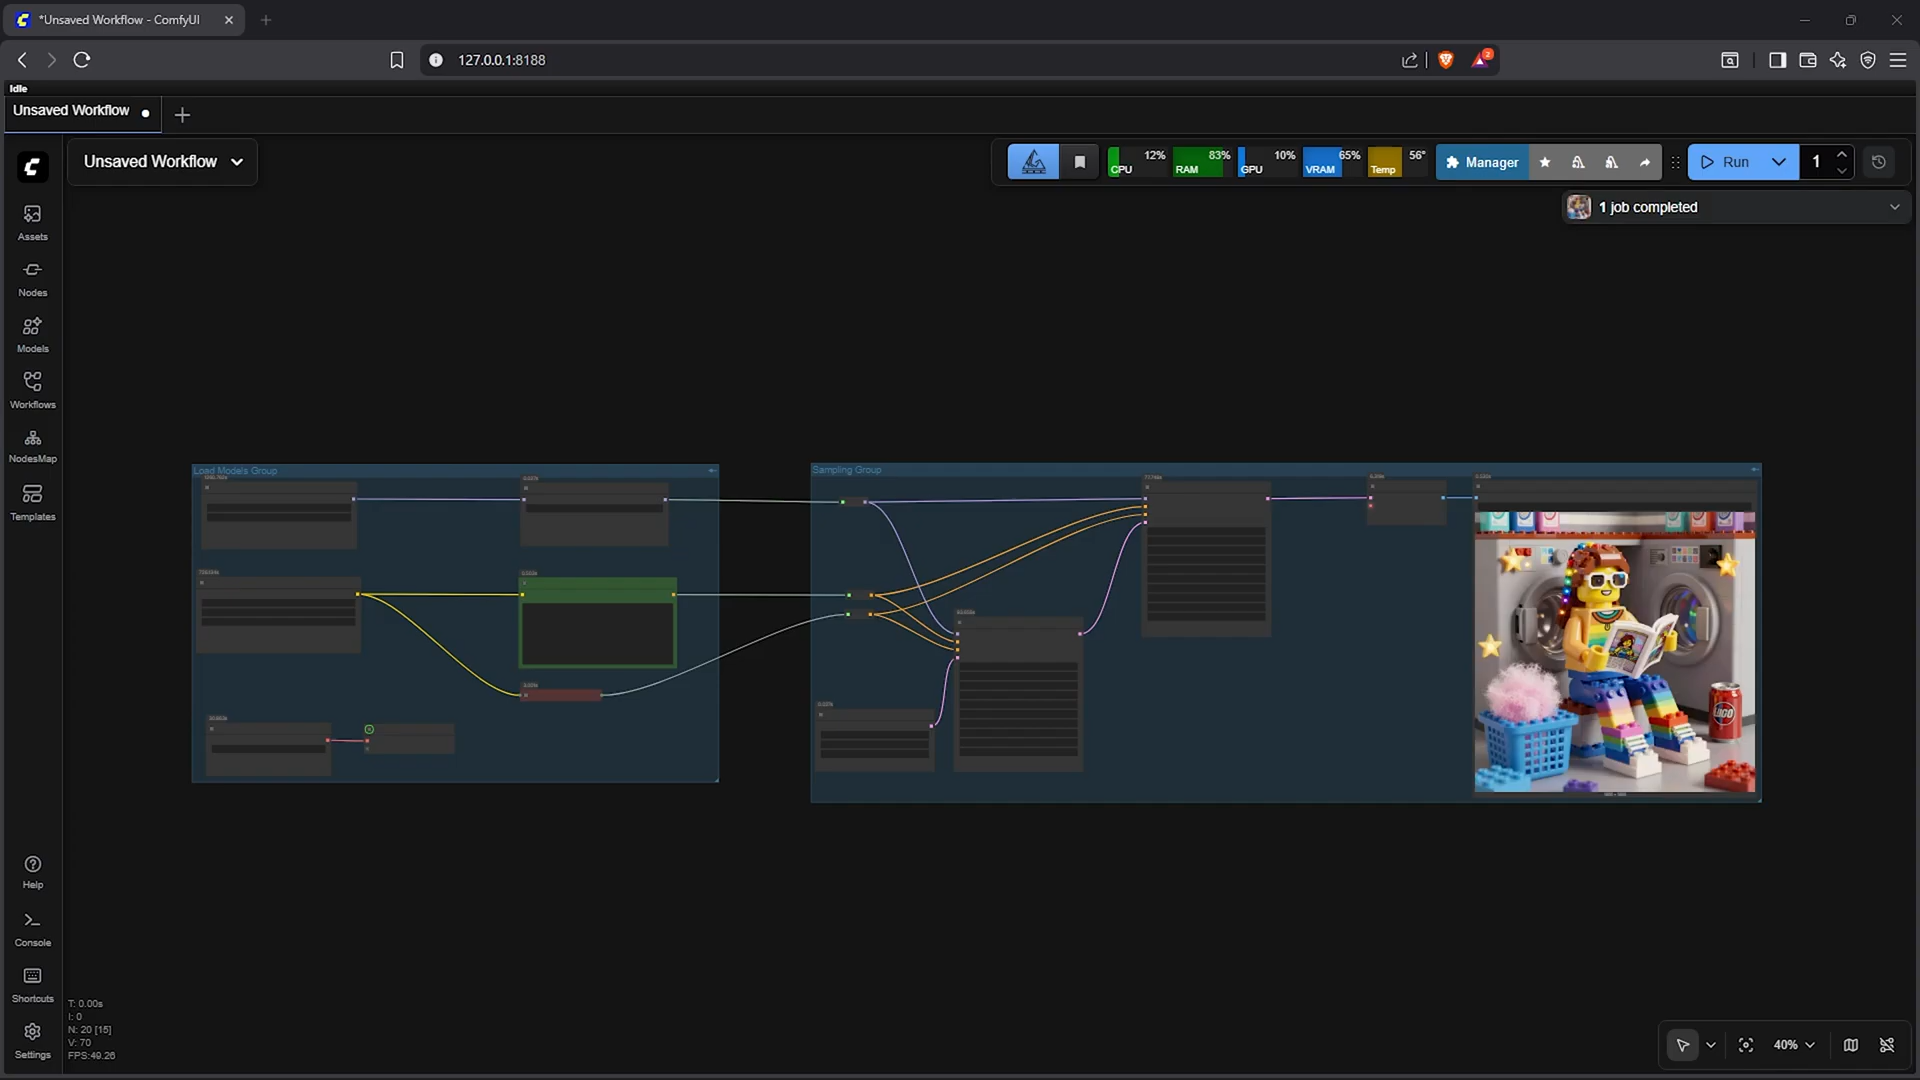 *Unsaved Workflow - ComfyUI
127.0.0.1:8188
2
Idle
Unsaved Workflow
Unsaved Workflow
CPU 12%
RAM 83%
GPU 10%
VRAM 65%
Temp 56°
Manager
Run
1
1 job completed
Assets
Nodes
Models
Workflows
NodesMap
Templates
Load Models Group
Sampling Group
LEGO
Help
Console
Shortcuts
Settings
T: 0.00s
I: 0
N: 20 [15]
V: 70
FPS:49.26
40%